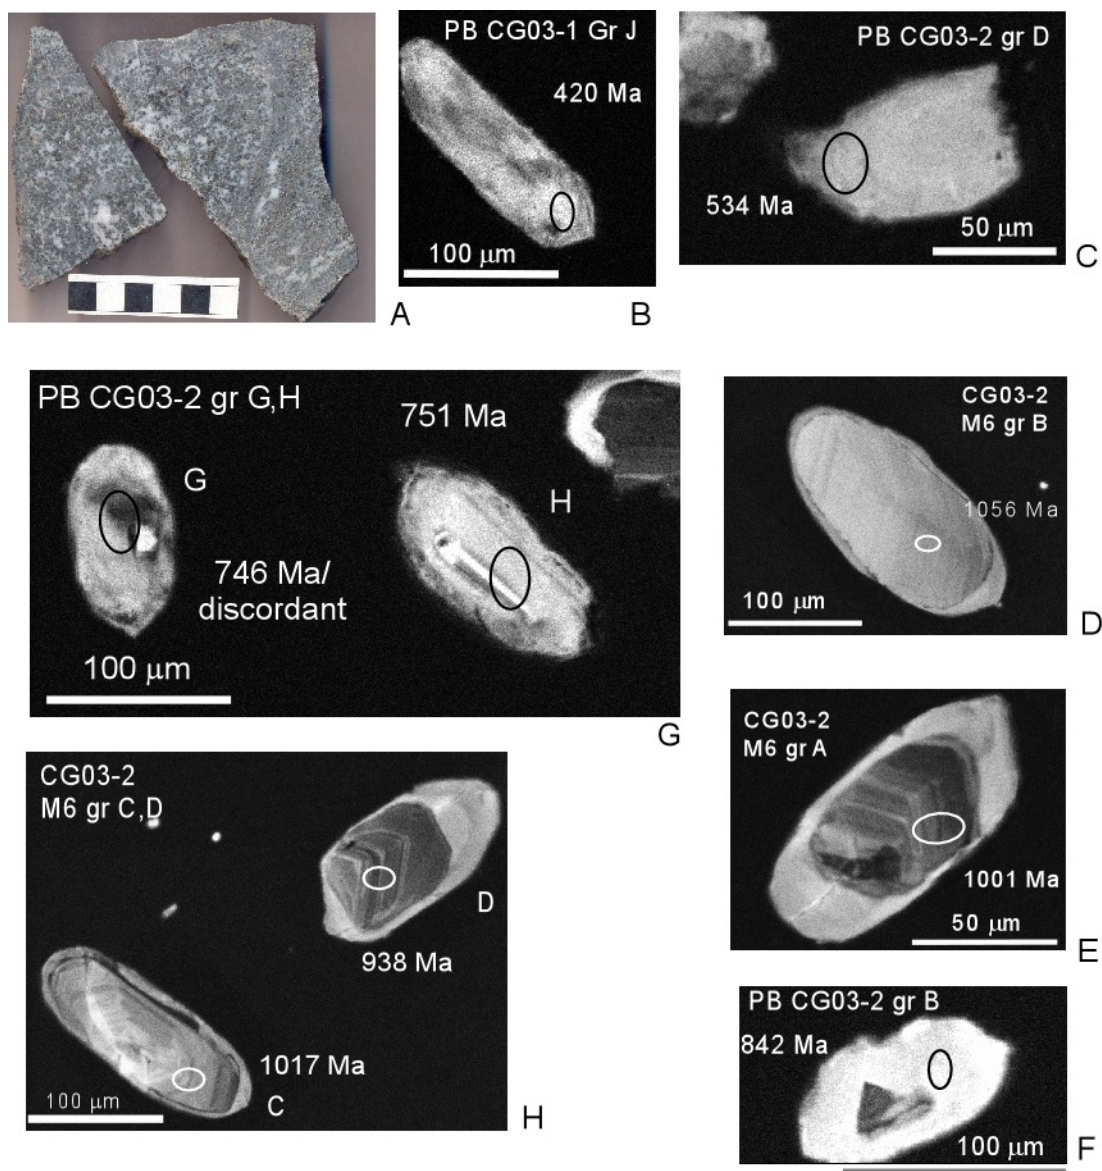 PB CG03-1 Gr J
420 Ma
100 μm
A
B
PB CG03-2 gr D
534 Ma
50 μm
C
PB CG03-2 gr G,H
751 Ma
G
H
746 Ma/
discordant
100 μm
G
CG03-2
M6 gr B
1056 Ma
100 μm
D
CG03-2
M6 gr A
1001 Ma
50 μm
E
CG03-2
M6 gr C,D
D
938 Ma
1017 Ma
100 μm
C
H
PB CG03-2 gr B
842 Ma
100 μm
F